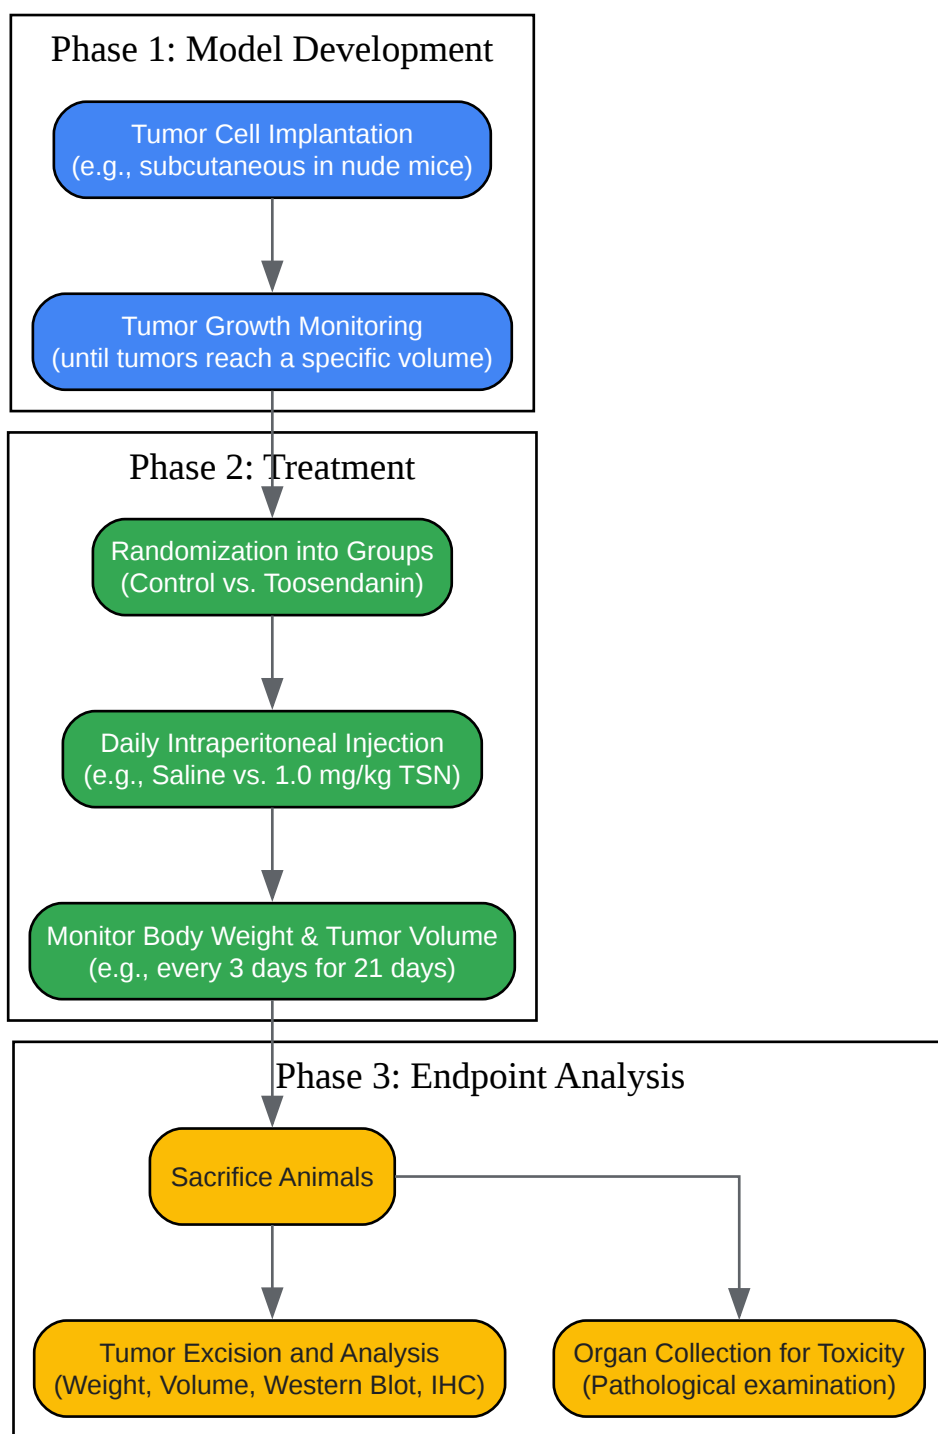 Phase 1: Model Development
Tumor Cell Implantation
(e.g., subcutaneous in nude mice)
Tumor Growth Monitoring
(until tumors reach a specific volume)
Phase 2: Treatment
Randomization into Groups
(Control vs. Toosendanin)
Daily Intraperitoneal Injection
(e.g., Saline vs. 1.0 mg/kg TSN)
Monitor Body Weight & Tumor Volume
(e.g., every 3 days for 21 days)
Phase 3: Endpoint Analysis
Sacrifice Animals
Tumor Excision and Analysis
(Weight, Volume, Western Blot, IHC)
Organ Collection for Toxicity
(Pathological examination)